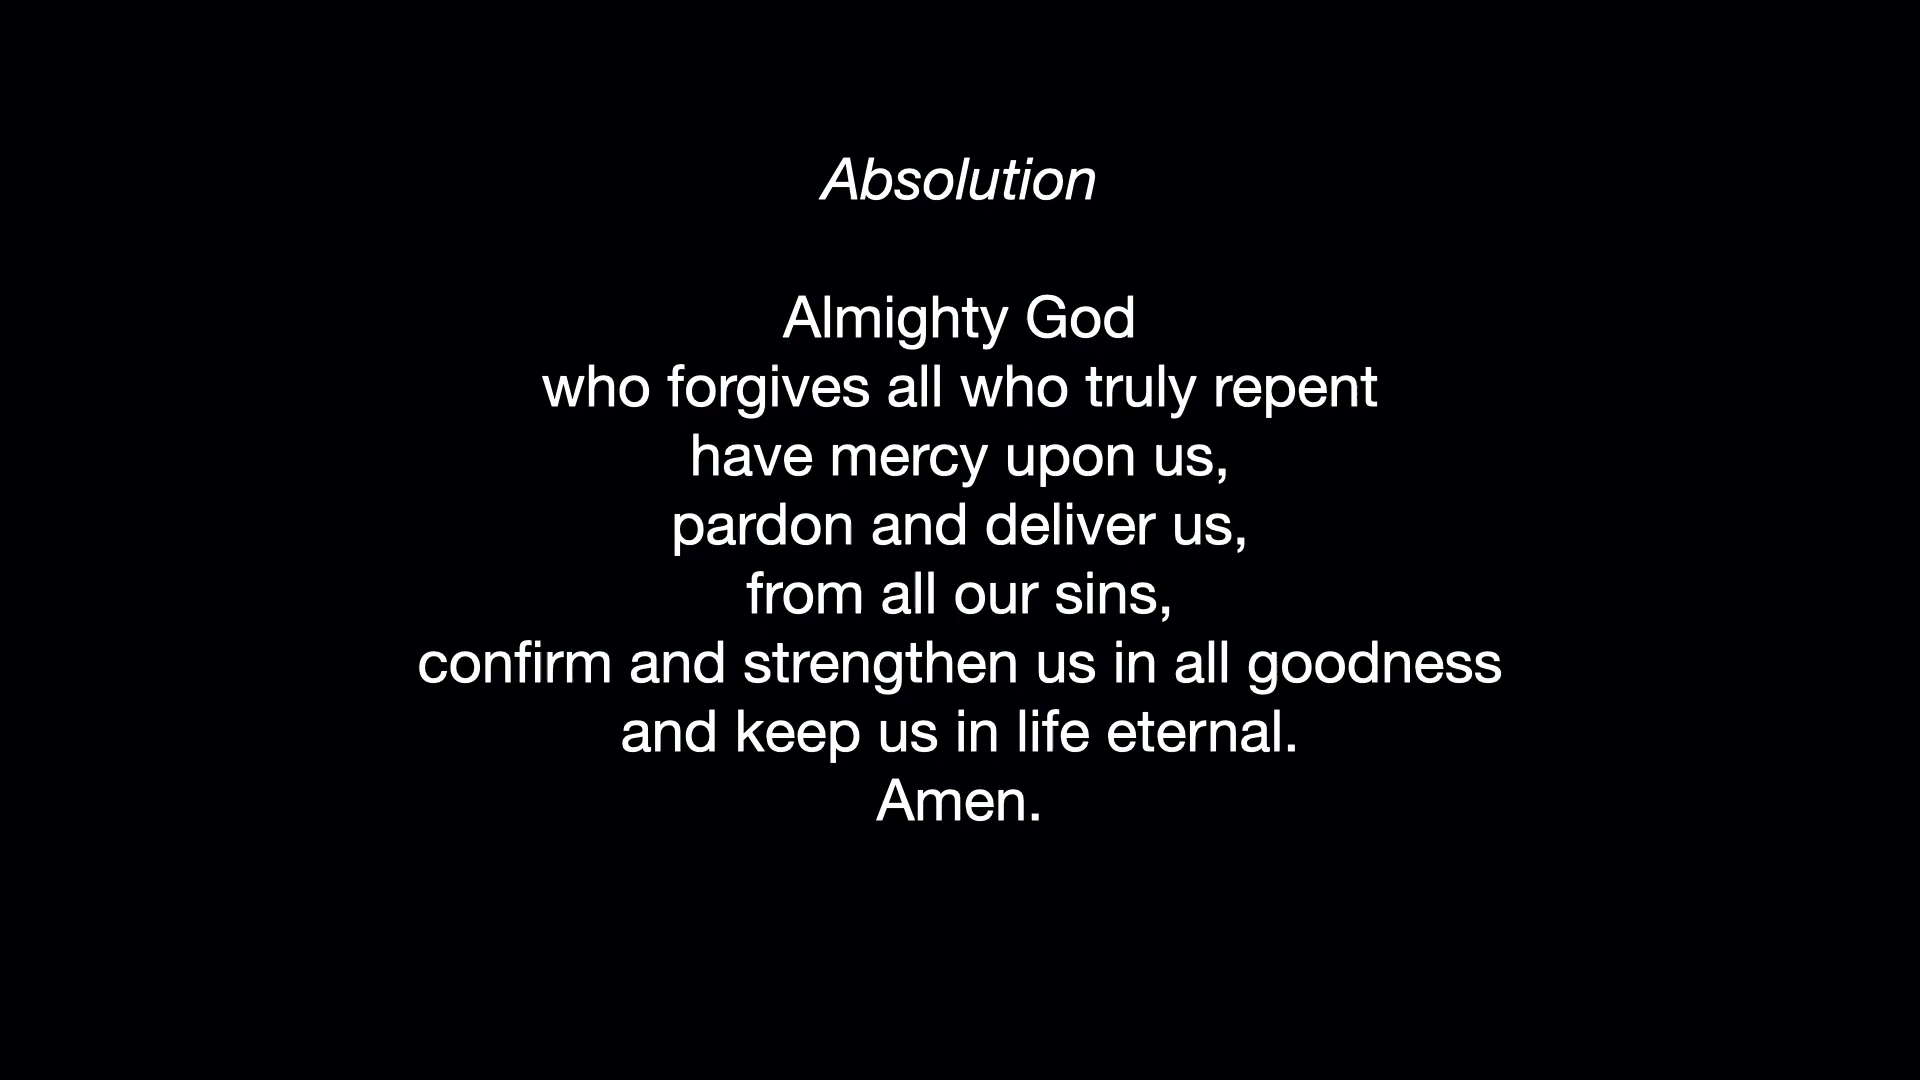 Absolution
Almighty God
who forgives all who truly repent
have mercy upon us,
pardon and deliver us,
from all our sins,
confirm and strengthen us in all goodness
and keep us in life eternal.
Amen.